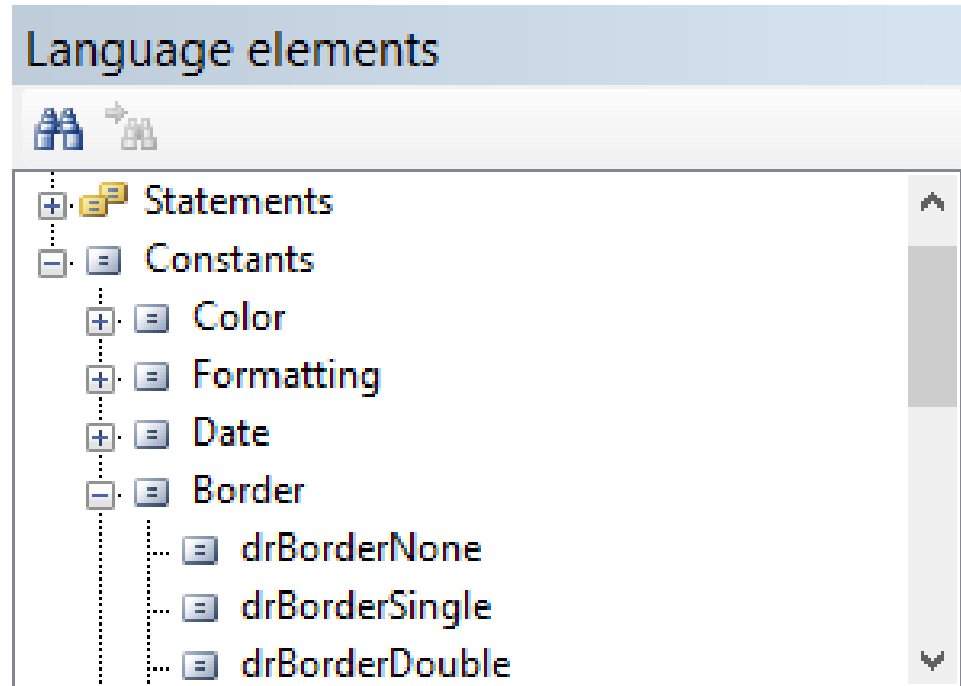 Language elements
Statements
Constants
Color
Formatting
Date
Border
drBorderNone
drBorderSingle
drBorderDouble